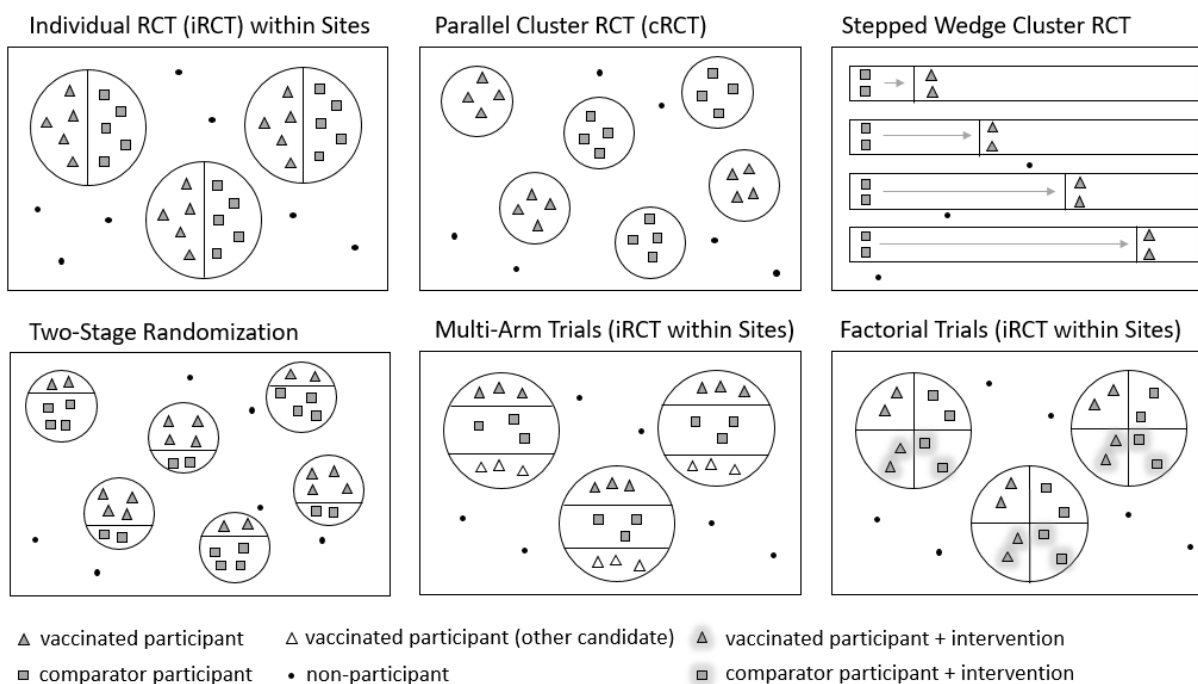 Individual RCT (iRCT) within Sites
Parallel Cluster RCT (cRCT)
Stepped Wedge Cluster RCT
Two-Stage Randomization
Multi-Arm Trials (iRCT within Sites)
Factorial Trials (iRCT within Sites)
vaccinated participant
vaccinated participant (other candidate)
vaccinated participant + intervention
comparator participant
non-participant
comparator participant + intervention